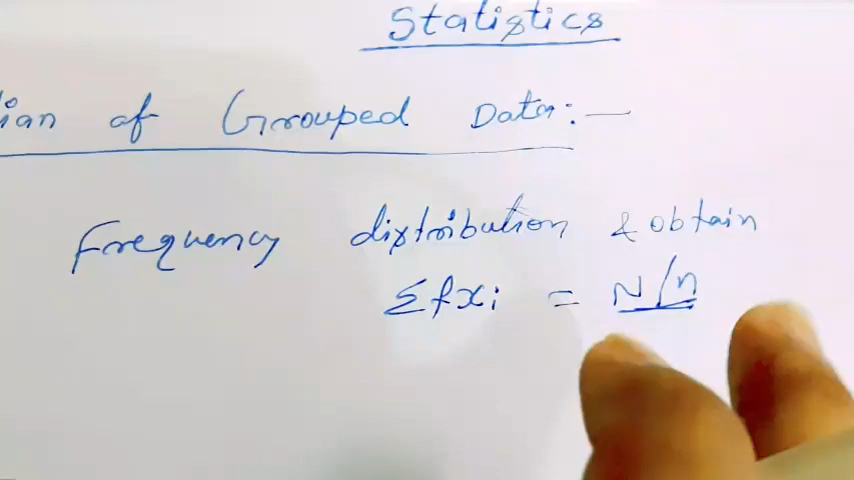 Statistics
ian of Grouped Data:—
Frequency distribution & obtain
Σfxi = N/n